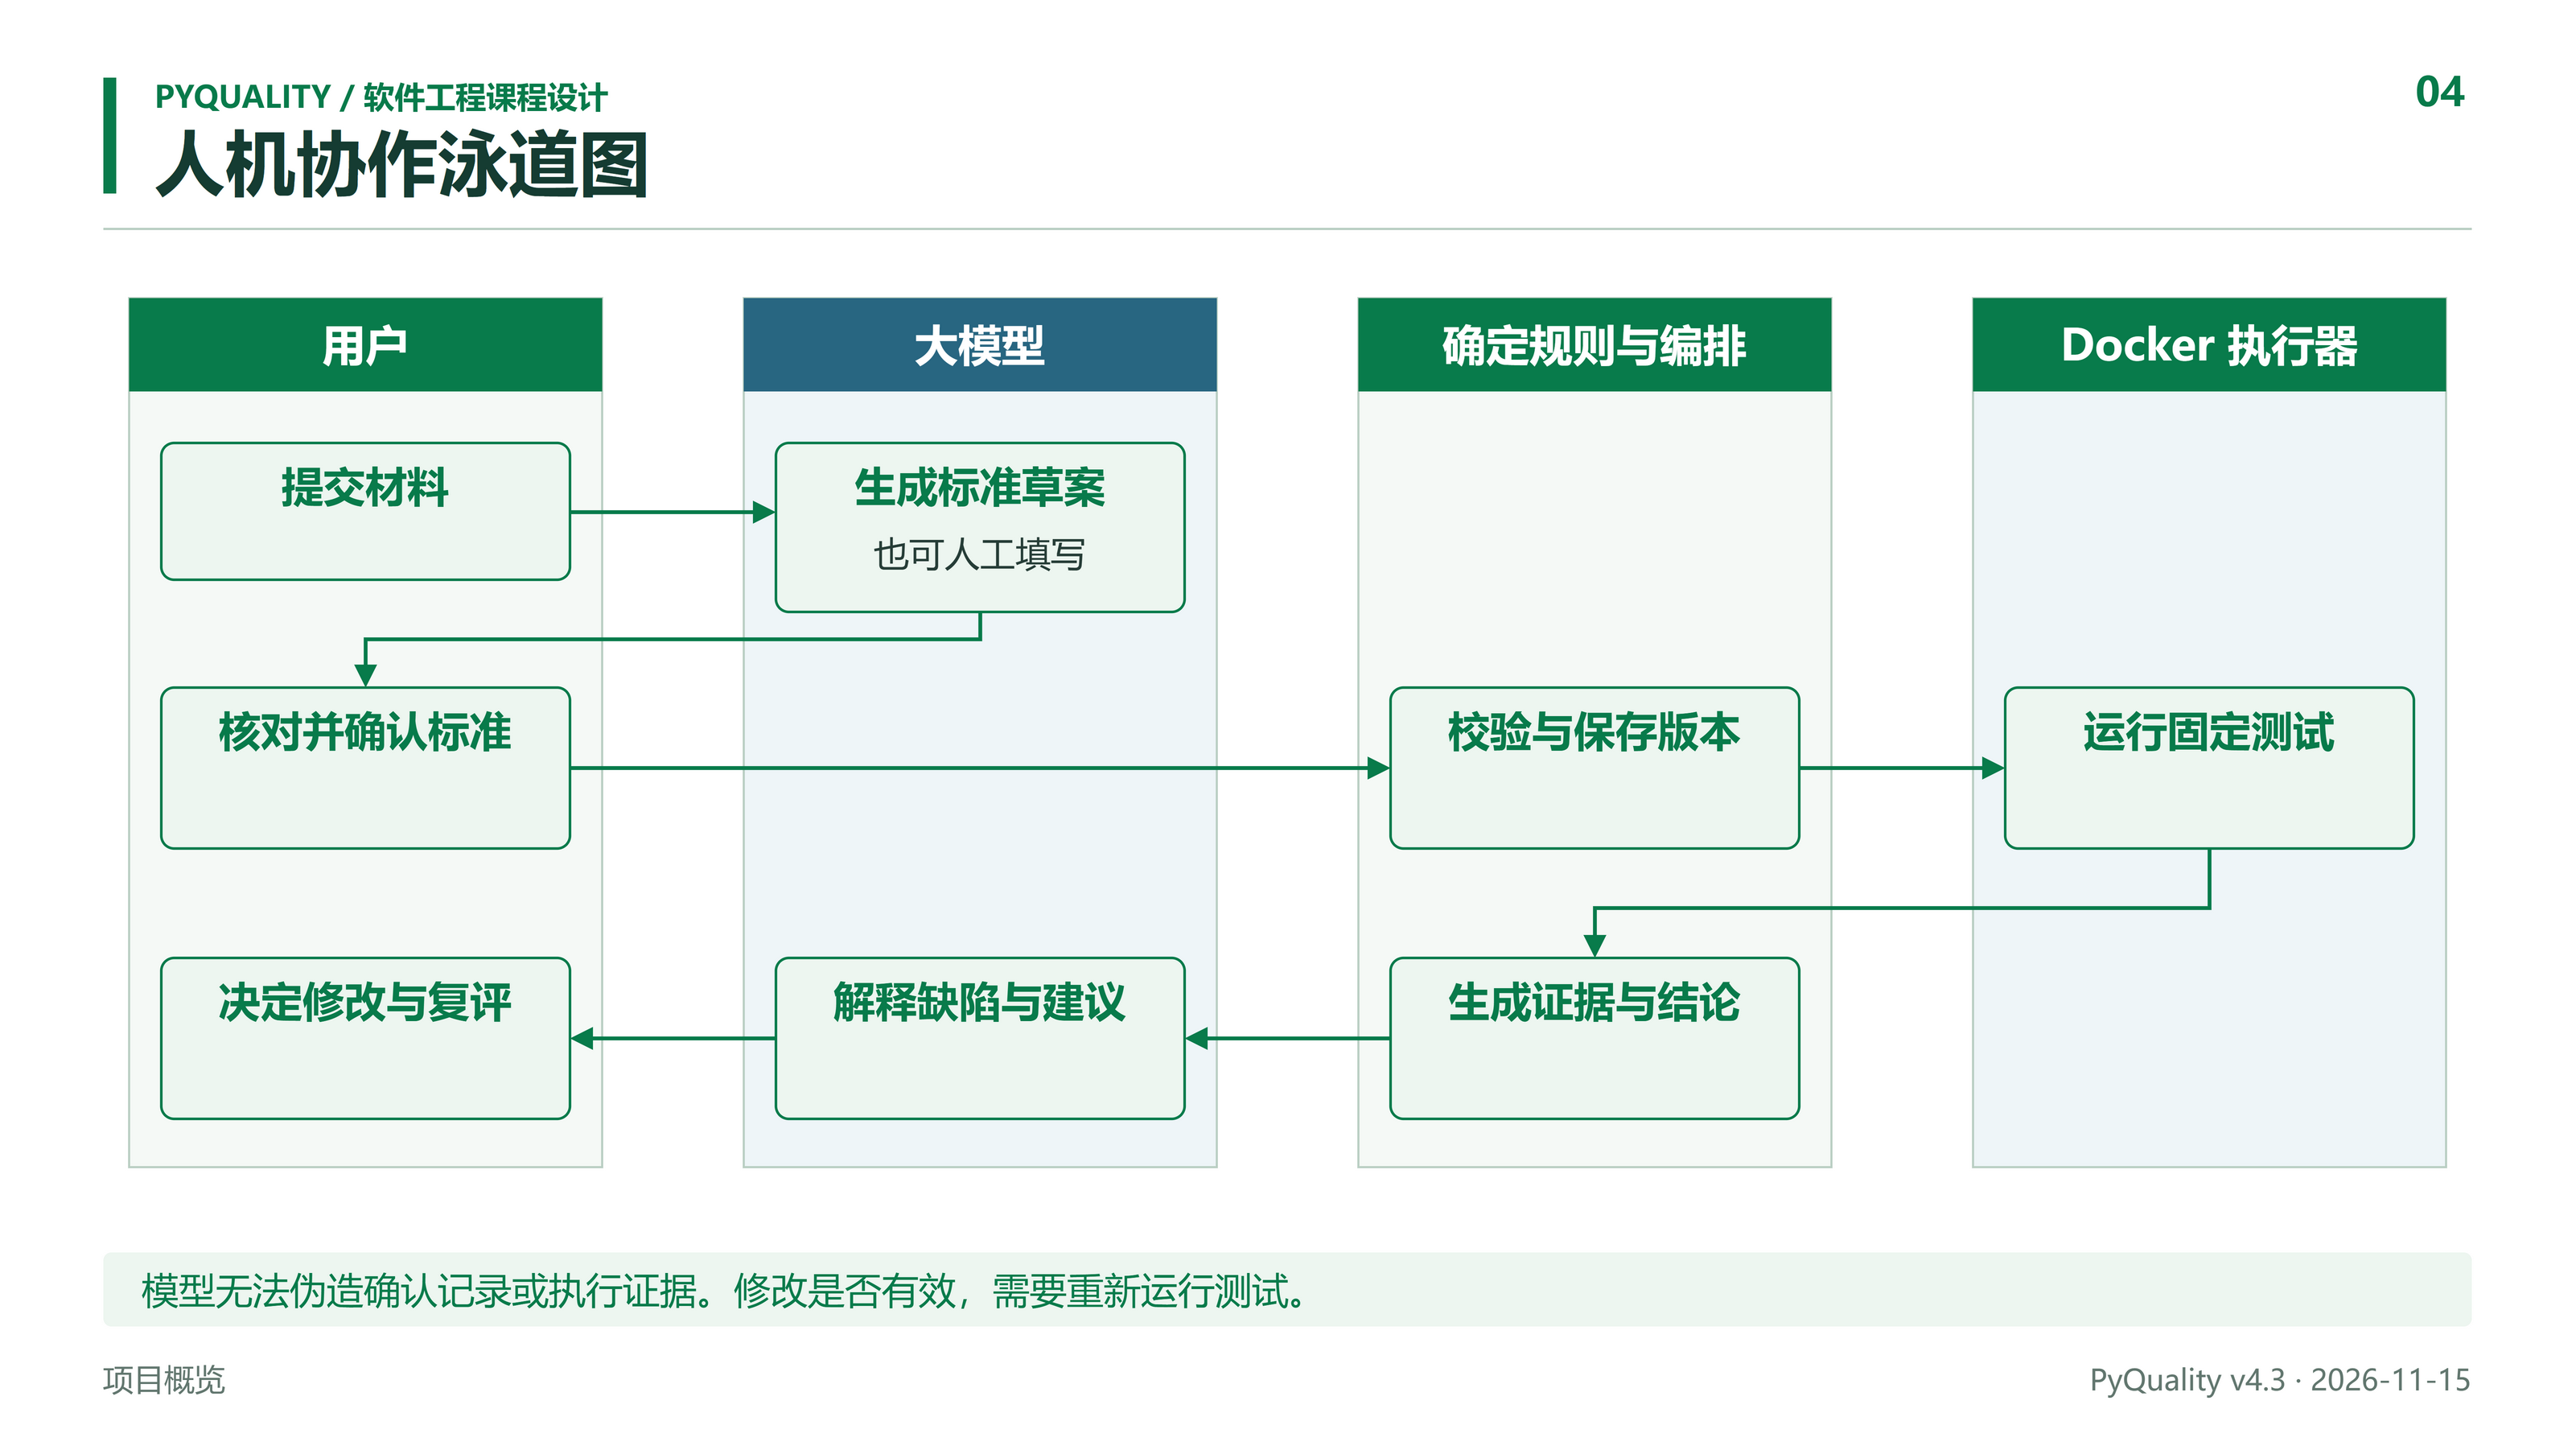 PYQUALITY / 软件工程课程设计
04
人机协作泳道图
用户
大模型
确定规则与编排
Docker 执行器
提交材料
生成标准草案
也可人工填写
核对并确认标准
校验与保存版本
运行固定测试
决定修改与复评
解释缺陷与建议
生成证据与结论
模型无法伪造确认记录或执行证据。修改是否有效，需要重新运行测试。
项目概览
PyQuality v4.3 · 2026-11-15